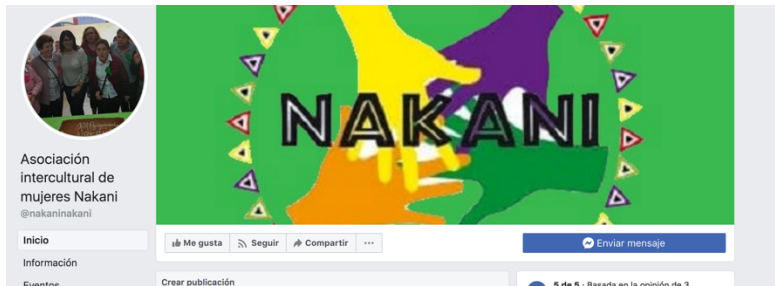 NAKANI
Asociación
intercultural de
mujeres Nakani
@nakaninakani
Inicio
Información
Eventos
Me gusta
Seguir
Compartir
Enviar mensaje
Crear publicación
5 de 5 · Basada en la opinión de 3